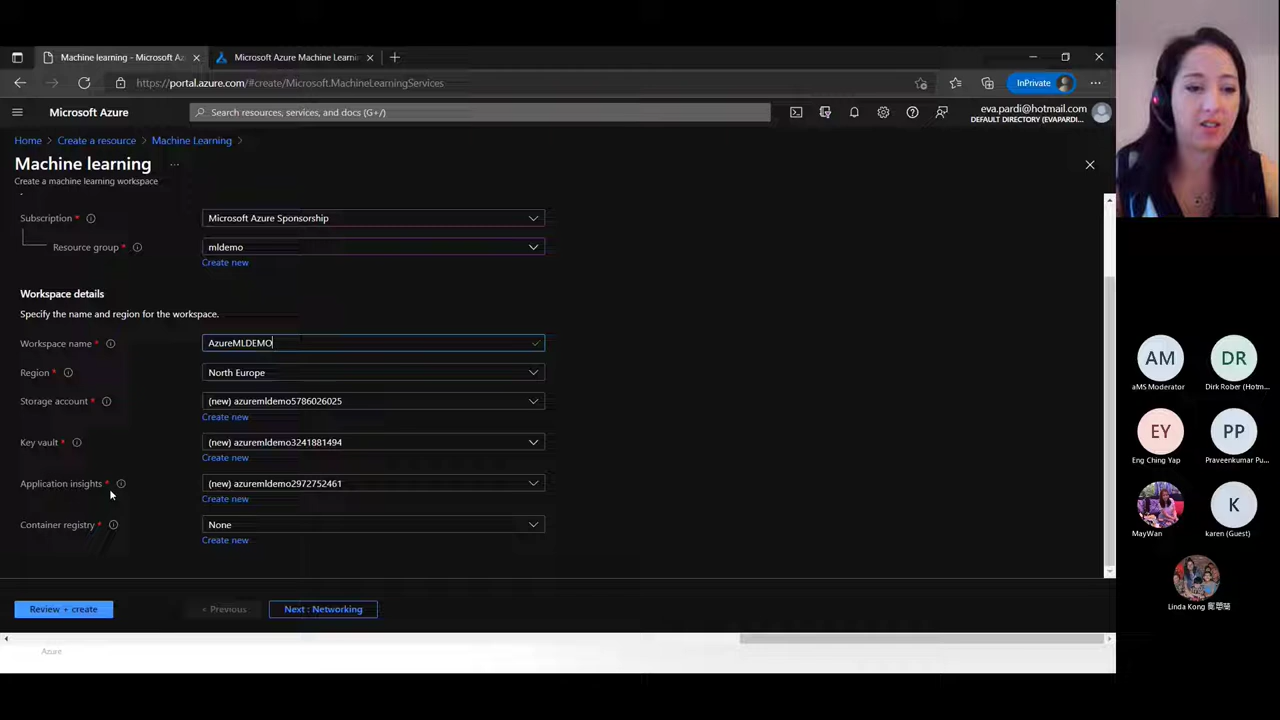 Machine learning - Microsoft Az
Microsoft Azure Machine Learni
https://portal.azure.com/#create/Microsoft.MachineLearningServices
InPrivate
Microsoft Azure
Search resources, services, and docs (G+/)
eva.pardi@hotmail.com
DEFAULT DIRECTORY (EVAPARDI...
Home > Create a resource > Machine Learning >
Machine learning ...
Create a machine learning workspace
Subscription *
Microsoft Azure Sponsorship
Resource group *
mldemo
Create new
Workspace details
Specify the name and region for the workspace.
Workspace name *
AzureMLDEMO
Region *
North Europe
Storage account *
(new) azuremldemo5786026025
Create new
Key vault *
(new) azuremldemo3241881494
Create new
Application insights *
(new) azuremldemo2972752461
Create new
Container registry *
None
Create new
Review + create
< Previous
Next : Networking
Azure
AM
aMS Moderator
DR
Dirk Rober (Hotm...
EY
Eng Ching Yap
PP
Praveenkumar Pu...
MayWan
K
karen (Guest)
Linda Kong